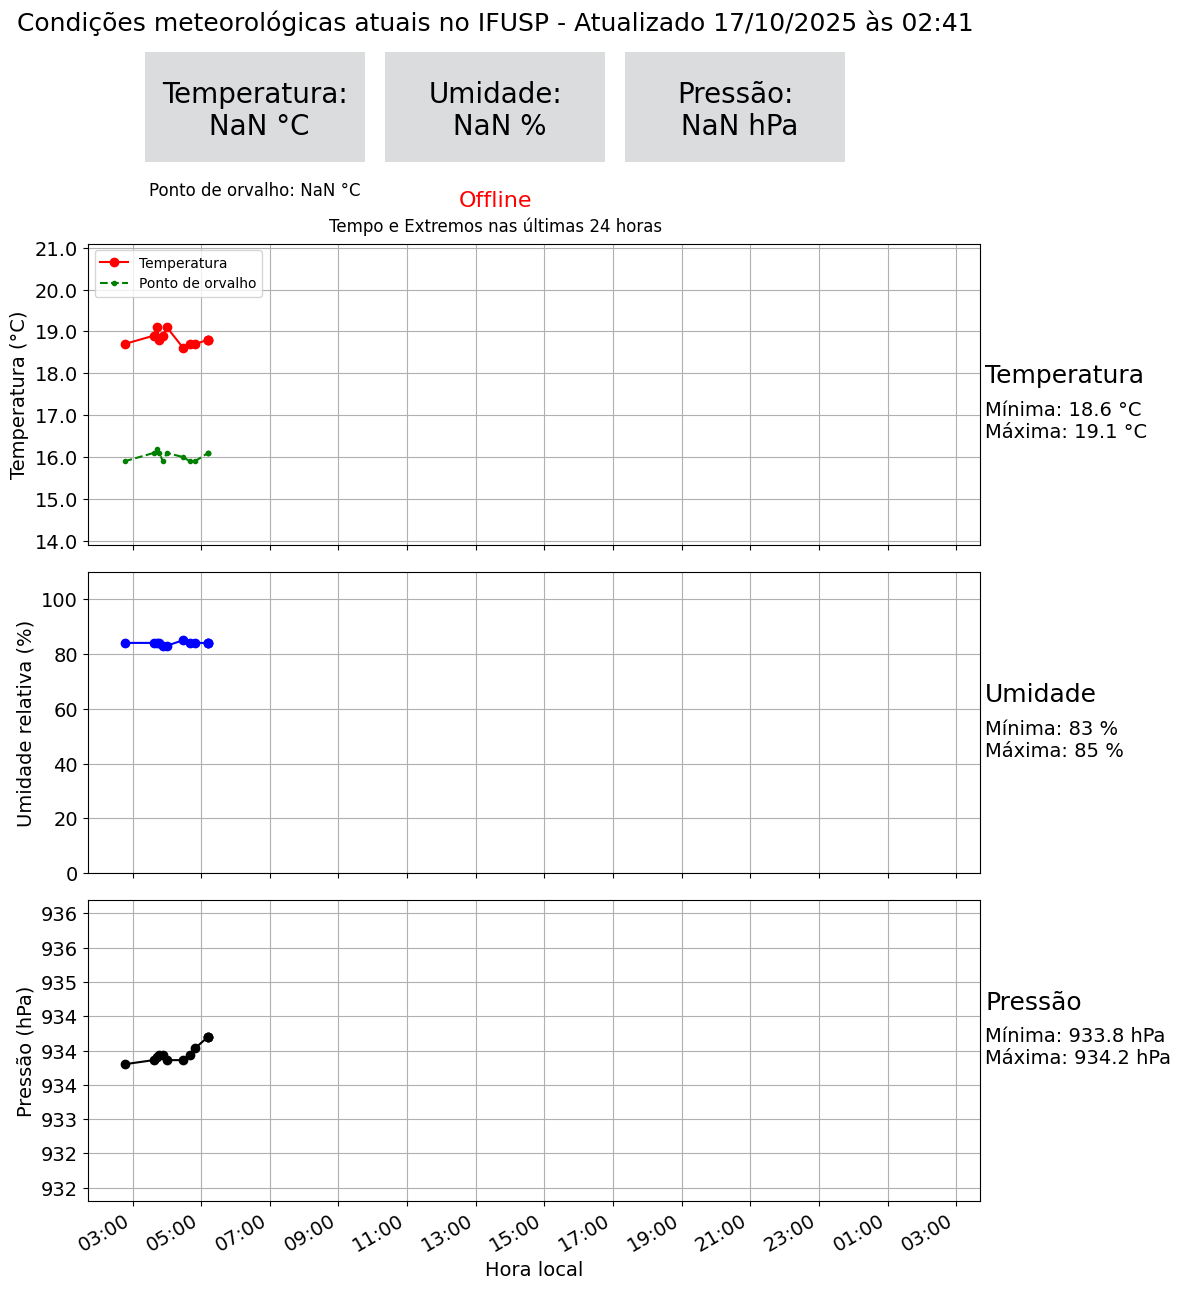 Condições meteorológicas atuais no IFUSP - Atualizado 17/10/2025 às 02:41
Temperatura:
NaN °C
Umidade:
NaN %
Pressão:
NaN hPa
Ponto de orvalho: NaN °C
Offline
Tempo e Extremos nas últimas 24 horas
Temperatura (°C)
21.0
20.0
19.0
18.0
17.0
16.0
15.0
14.0
Temperatura
Ponto de orvalho
Temperatura
Mínima: 18.6 °C
Máxima: 19.1 °C
Umidade relativa (%)
100
80
60
40
20
0
Umidade
Mínima: 83 %
Máxima: 85 %
Pressão (hPa)
936
936
935
934
934
934
933
932
932
Pressão
Mínima: 933.8 hPa
Máxima: 934.2 hPa
03:00 05:00 07:00 09:00 11:00 13:00 15:00 17:00 19:00 21:00 23:00 01:00 03:00
Hora local